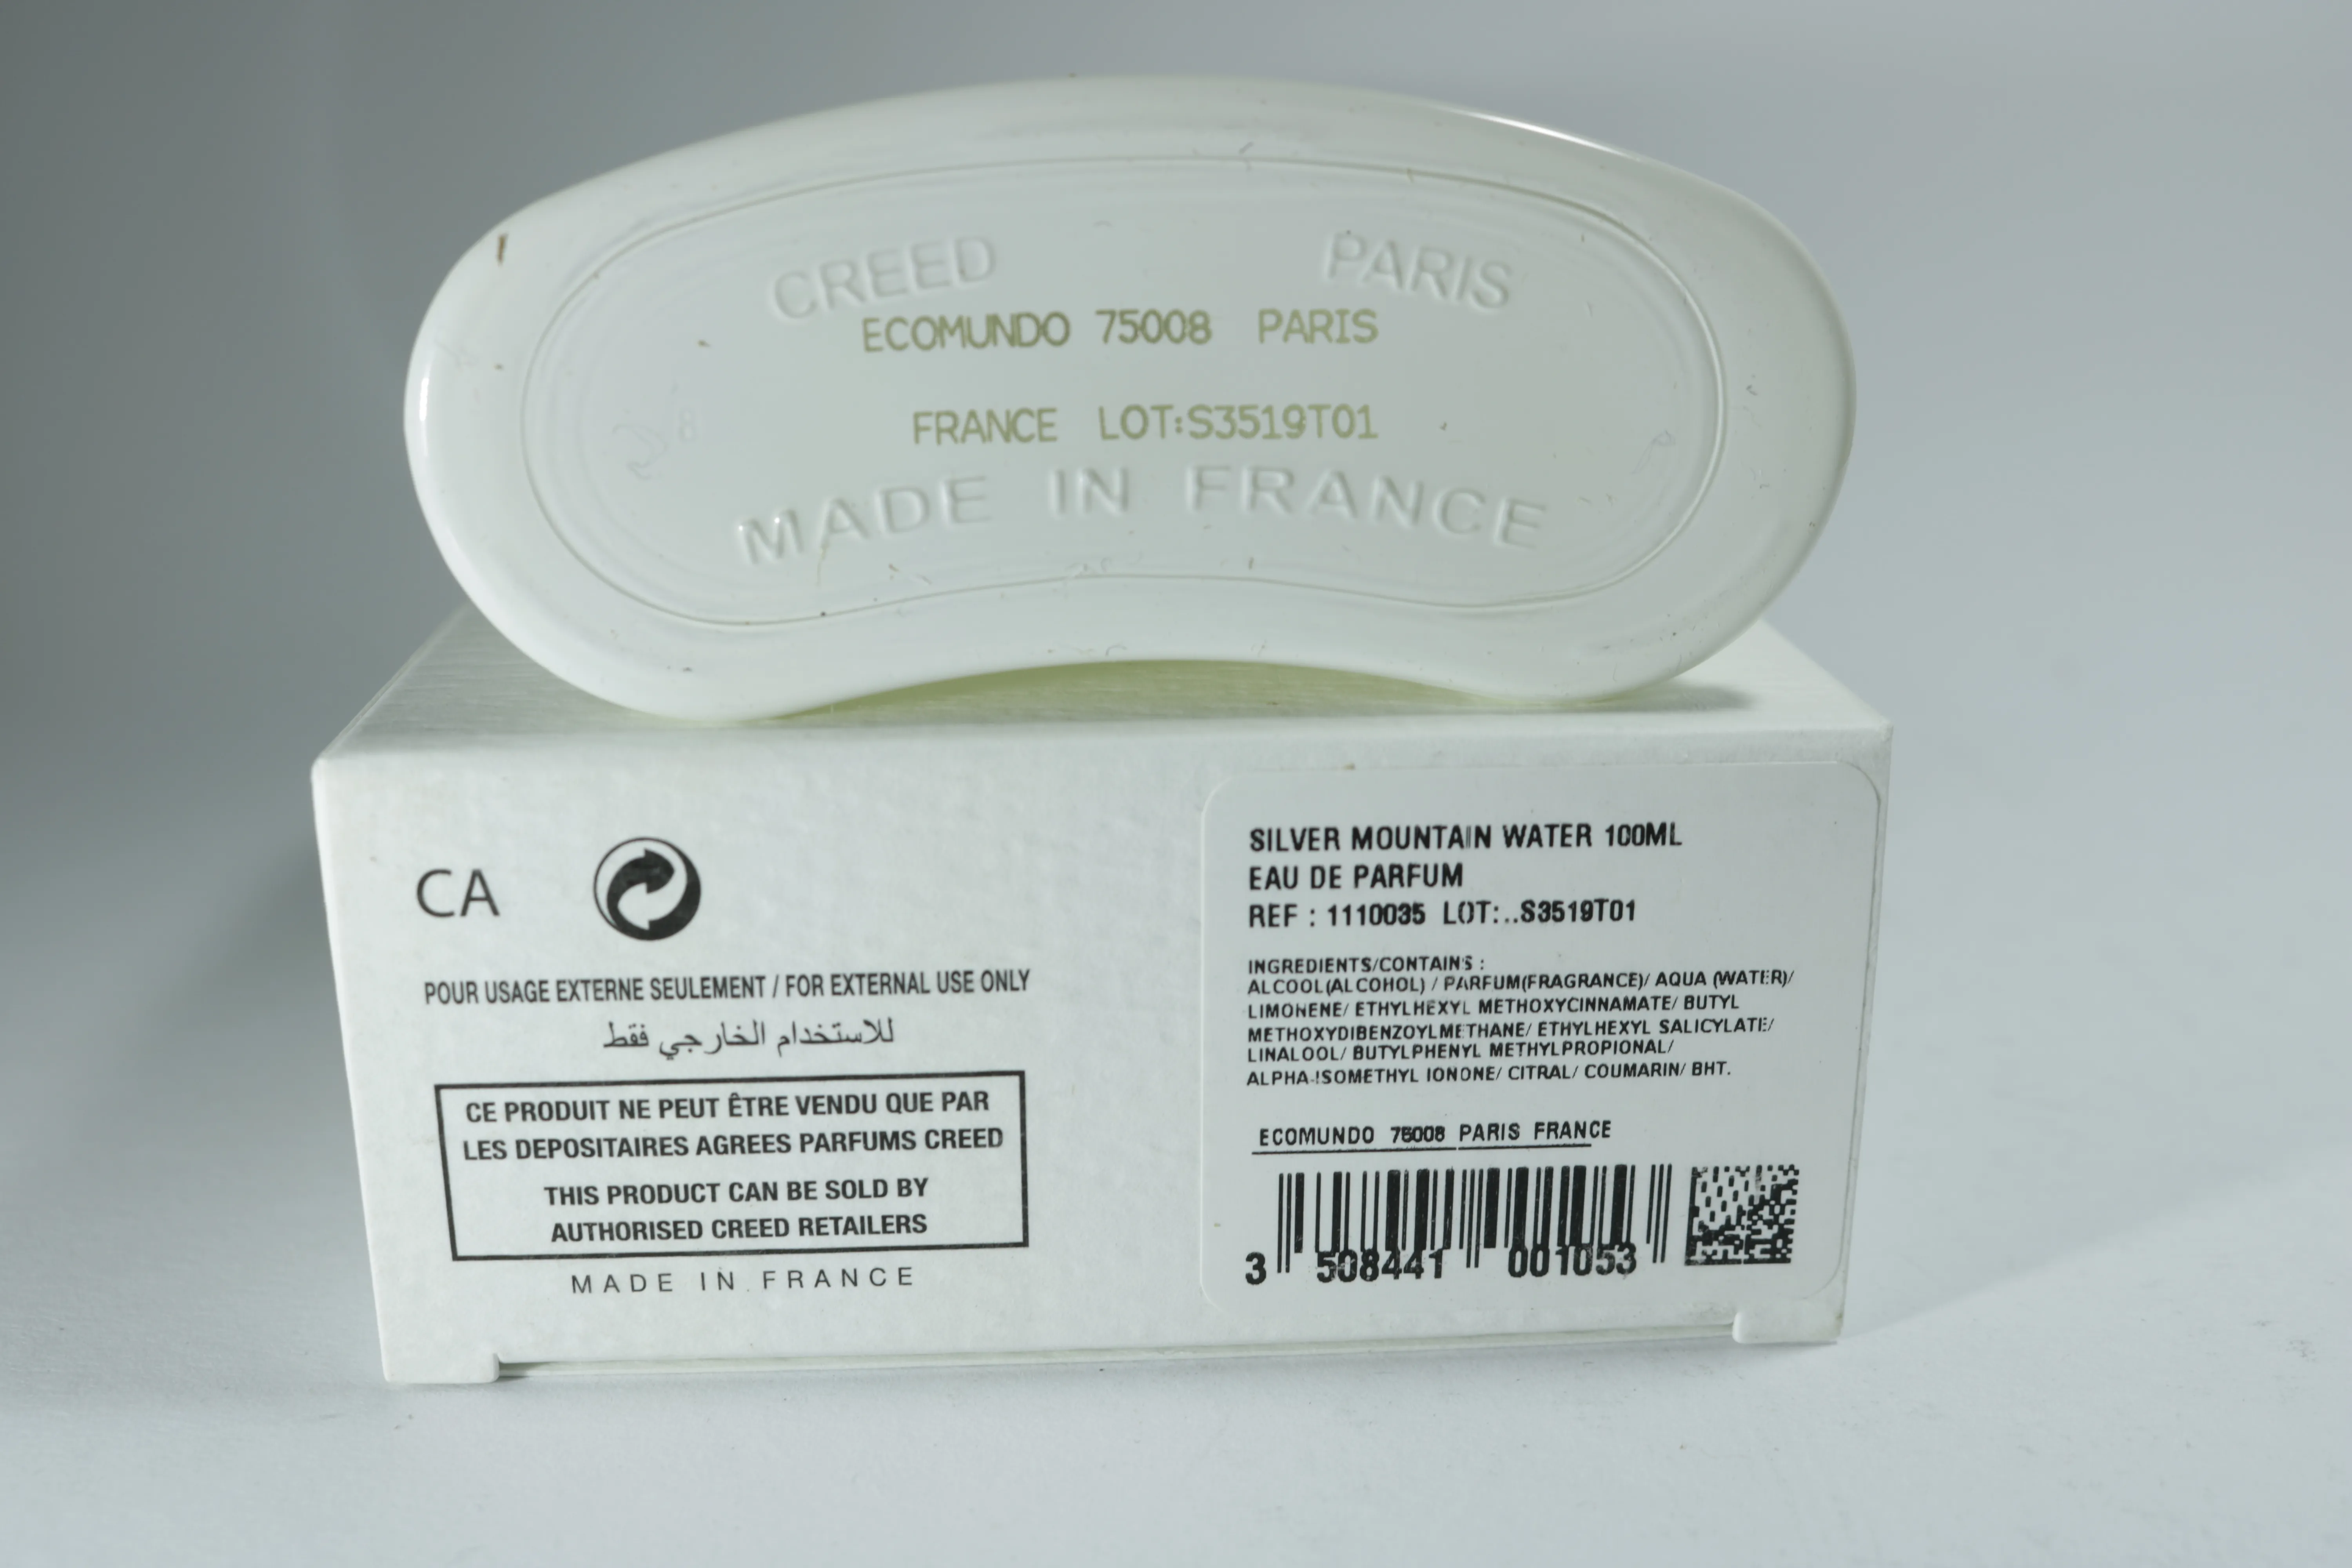 CREED PARIS
ECOMUNDO 75008 PARIS
FRANCE LOT:S3519T01
MADE IN FRANCE
CA
POUR USAGE EXTERNE SEULEMENT / FOR EXTERNAL USE ONLY
للاستخدام الخارجي فقط
CE PRODUIT NE PEUT ÊTRE VENDU QUE PAR
LES DEPOSITAIRES AGREES PARFUMS CREED
THIS PRODUCT CAN BE SOLD BY
AUTHORISED CREED RETAILERS
MADE IN FRANCE
SILVER MOUNTAIN WATER 100ML
EAU DE PARFUM
REF : 1110035 LOT:..S3519T01
INGREDIENTS/CONTAINS :
ALCOOL(ALCOHOL) / PARFUM(FRAGRANCE)/ AQUA (WATER)/
LIMONENE/ ETHYLHEXYL METHOXYCINNAMATE/ BUTYL
METHOXYDIBENZOYLMETHANE/ ETHYLHEXYL SALICYLATE/
LINALOOL/ BUTYLPHENYL METHYLPROPIONAL/
ALPHA-ISOMETHYL IONONE/ CITRAL/ COUMARIN/ BHT.
ECOMUNDO 75008 PARIS FRANCE
3 508441 001053